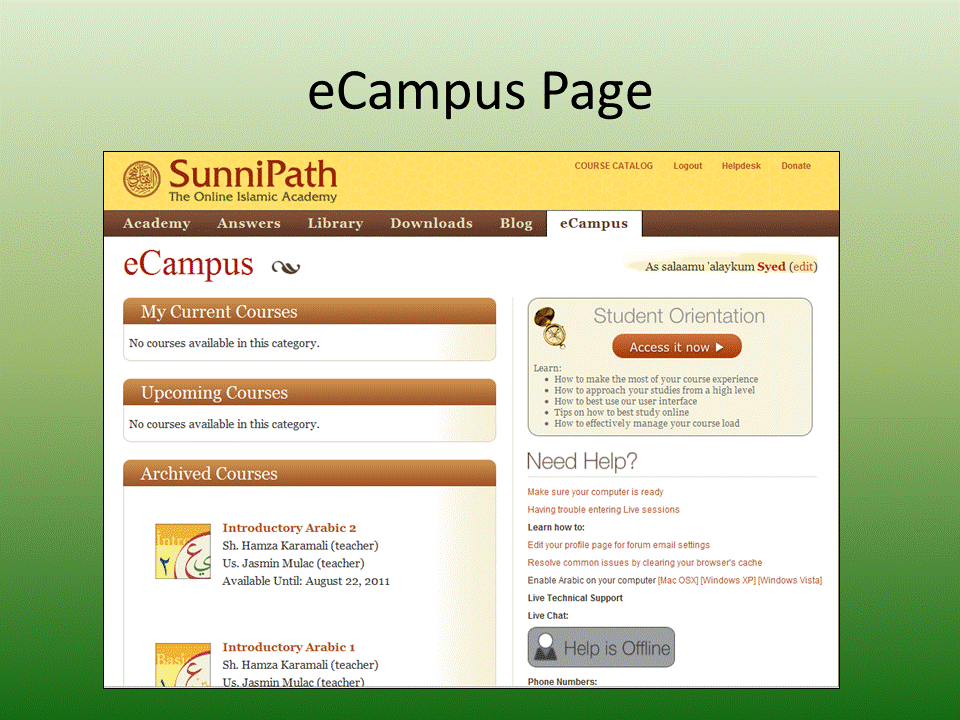 eCampus Page
SunniPath
The Online Islamic Academy
COURSE CATALOG Logout Helpdesk Donate
Academy Answers Library Downloads Blog eCampus
eCampus
As salaamu 'alaykum Syed (edit)
My Current Courses
No courses available in this category.
Upcoming Courses
No courses available in this category.
Archived Courses
Introductory Arabic 2
Sh. Hamza Karamali (teacher)
Us. Jasmin Mulac (teacher)
Available Until: August 22, 2011
Introductory Arabic 1
Sh. Hamza Karamali (teacher)
Us. Jasmin Mulac (teacher)
Student Orientation
Access it now
Learn:
• How to make the most of your course experience
• How to approach your studies from a high level
• How to best use our user interface
• Tips on how to best study online
• How to effectively manage your course load
Need Help?
Make sure your computer is ready
Having trouble entering Live sessions
Learn how to:
Edit your profile page for forum email settings
Resolve common issues by clearing your browser's cache
Enable Arabic on your computer [Mac OSX] [Windows XP] [Windows Vista]
Live Technical Support
Live Chat:
Help is Offline
Phone Numbers: